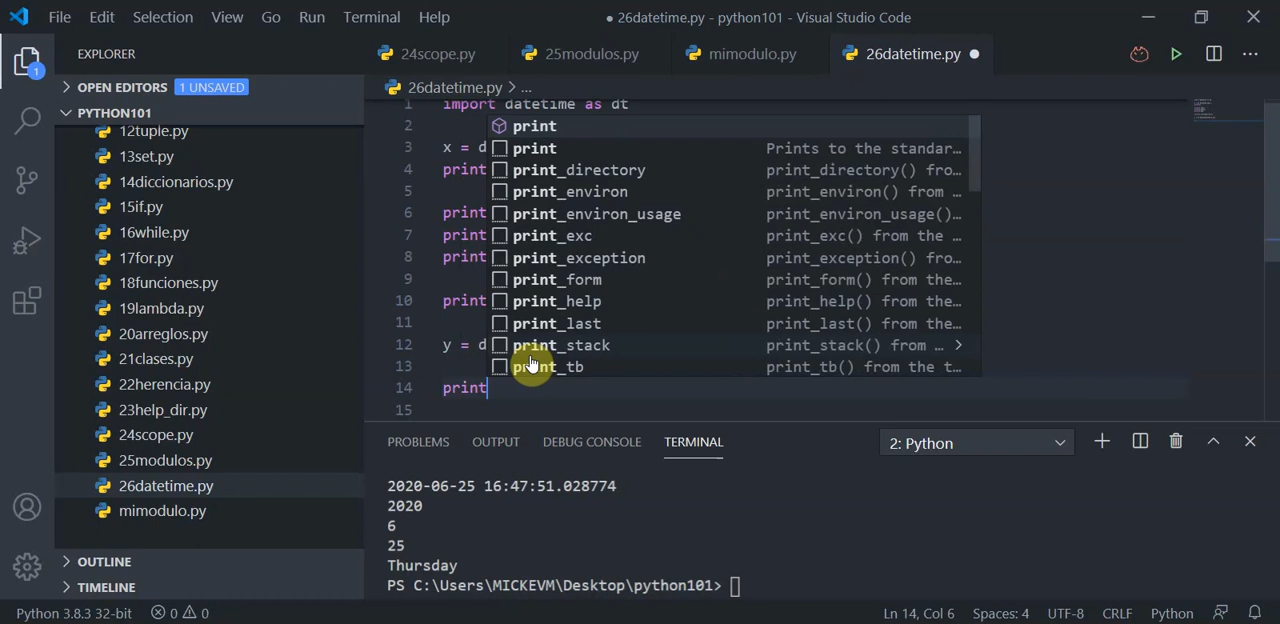 File Edit Selection View Go Run Terminal Help
● 26datetime.py - python101 - Visual Studio Code
EXPLORER
OPEN EDITORS 1 UNSAVED
PYTHON101
12tuple.py
13set.py
14diccionarios.py
15if.py
16while.py
17for.py
18funciones.py
19lambda.py
20arreglos.py
21clases.py
22herencia.py
23help_dir.py
24scope.py
25modulos.py
26datetime.py
mimodulo.py
OUTLINE
TIMELINE
24scope.py 25modulos.py mimodulo.py 26datetime.py
26datetime.py > ...
1 import datetime as dt
2
3 x = d
4 print
5
6 print
7 print
8 print
9
10 print
11
12 y = d
13
14 print
15
print
print Prints to the standar…
print_directory print_directory() fro…
print_environ print_environ() from …
print_environ_usage print_environ_usage()…
print_exc print_exc() from the …
print_exception print_exception() fro…
print_form print_form() from the…
print_help print_help() from the…
print_last print_last() from the…
print_stack print_stack() from … >
print_tb print_tb() from the t…
PROBLEMS OUTPUT DEBUG CONSOLE TERMINAL 2: Python
2020-06-25 16:47:51.028774
2020
6
25
Thursday
PS C:\Users\MICKEVM\Desktop\python101>
1
Python 3.8.3 32-bit 0 0 Ln 14, Col 6 Spaces: 4 UTF-8 CRLF Python